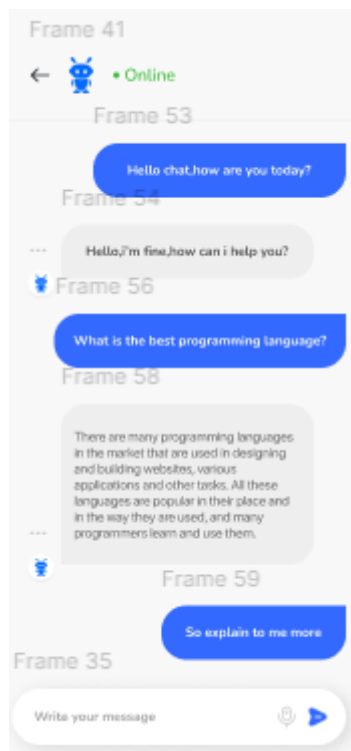 Frame 41
Online
Frame 53
Hello chat,how are you today?
Frame 54
Hello,i'm fine,how can i help you?
Frame 56
What is the best programming language?
Frame 58
There are many programming languages
in the market that are used in designing
and building websites, various
applications and other tasks. All these
languages are popular in their place and
in the way they are used, and many
programmers learn and use them.
Frame 59
So explain to me more
Frame 35
Write your message